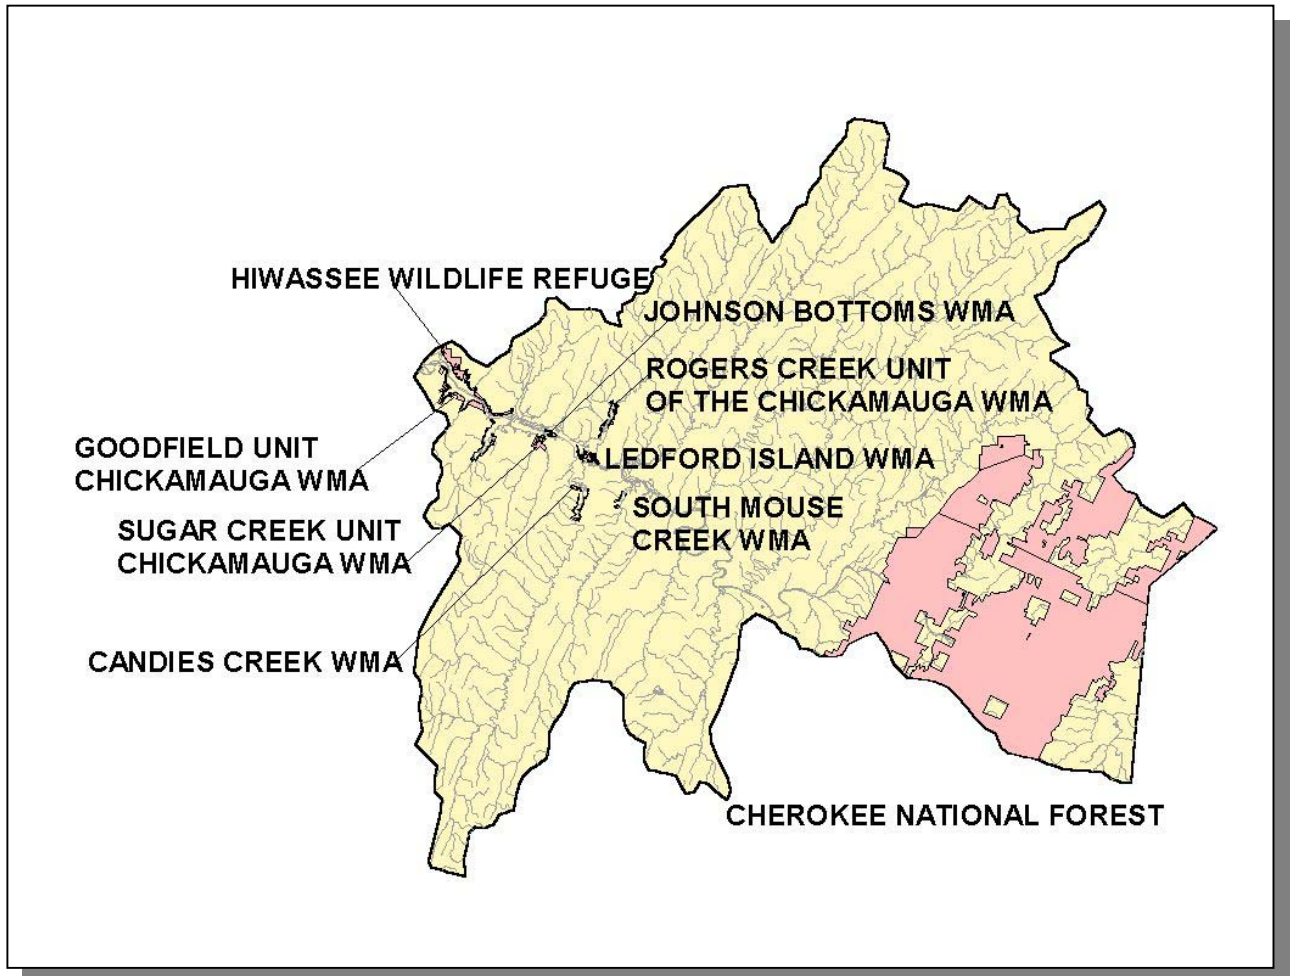 HIWASSEE WILDLIFE REFUGE
JOHNSON BOTTOMS WMA
ROGERS CREEK UNIT
OF THE CHICKAMAUGA WMA
GOODFIELD UNIT
CHICKAMAUGA WMA
LEDFORD ISLAND WMA
SOUTH MOUSE
CREEK WMA
SUGAR CREEK UNIT
CHICKAMAUGA WMA
CANDIES CREEK WMA
CHEROKEE NATIONAL FOREST